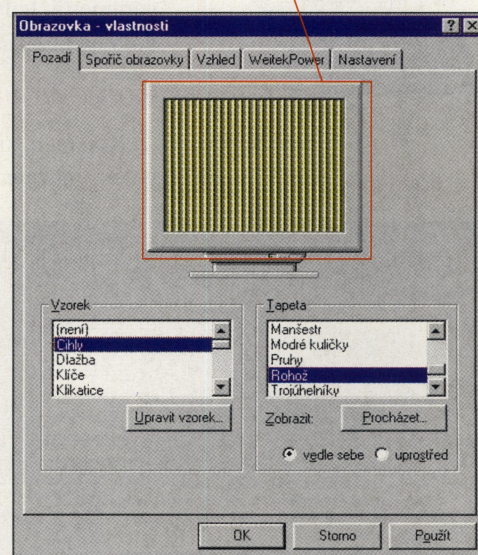 Obrazovka - vlastnosti
Pozadí Spořič obrazovky Vzhled WeitekPower Nastavení
Vzorek
(není)
Cihly
Dlažba
Klíče
Klikatice
Upravit vzorek...
Tapeta
Manšestr
Modré kuličky
Pruhy
Rohož
Trojúhelníky
Zobrazit: Procházet...
vedle sebe uprostřed
OK Storno Použít